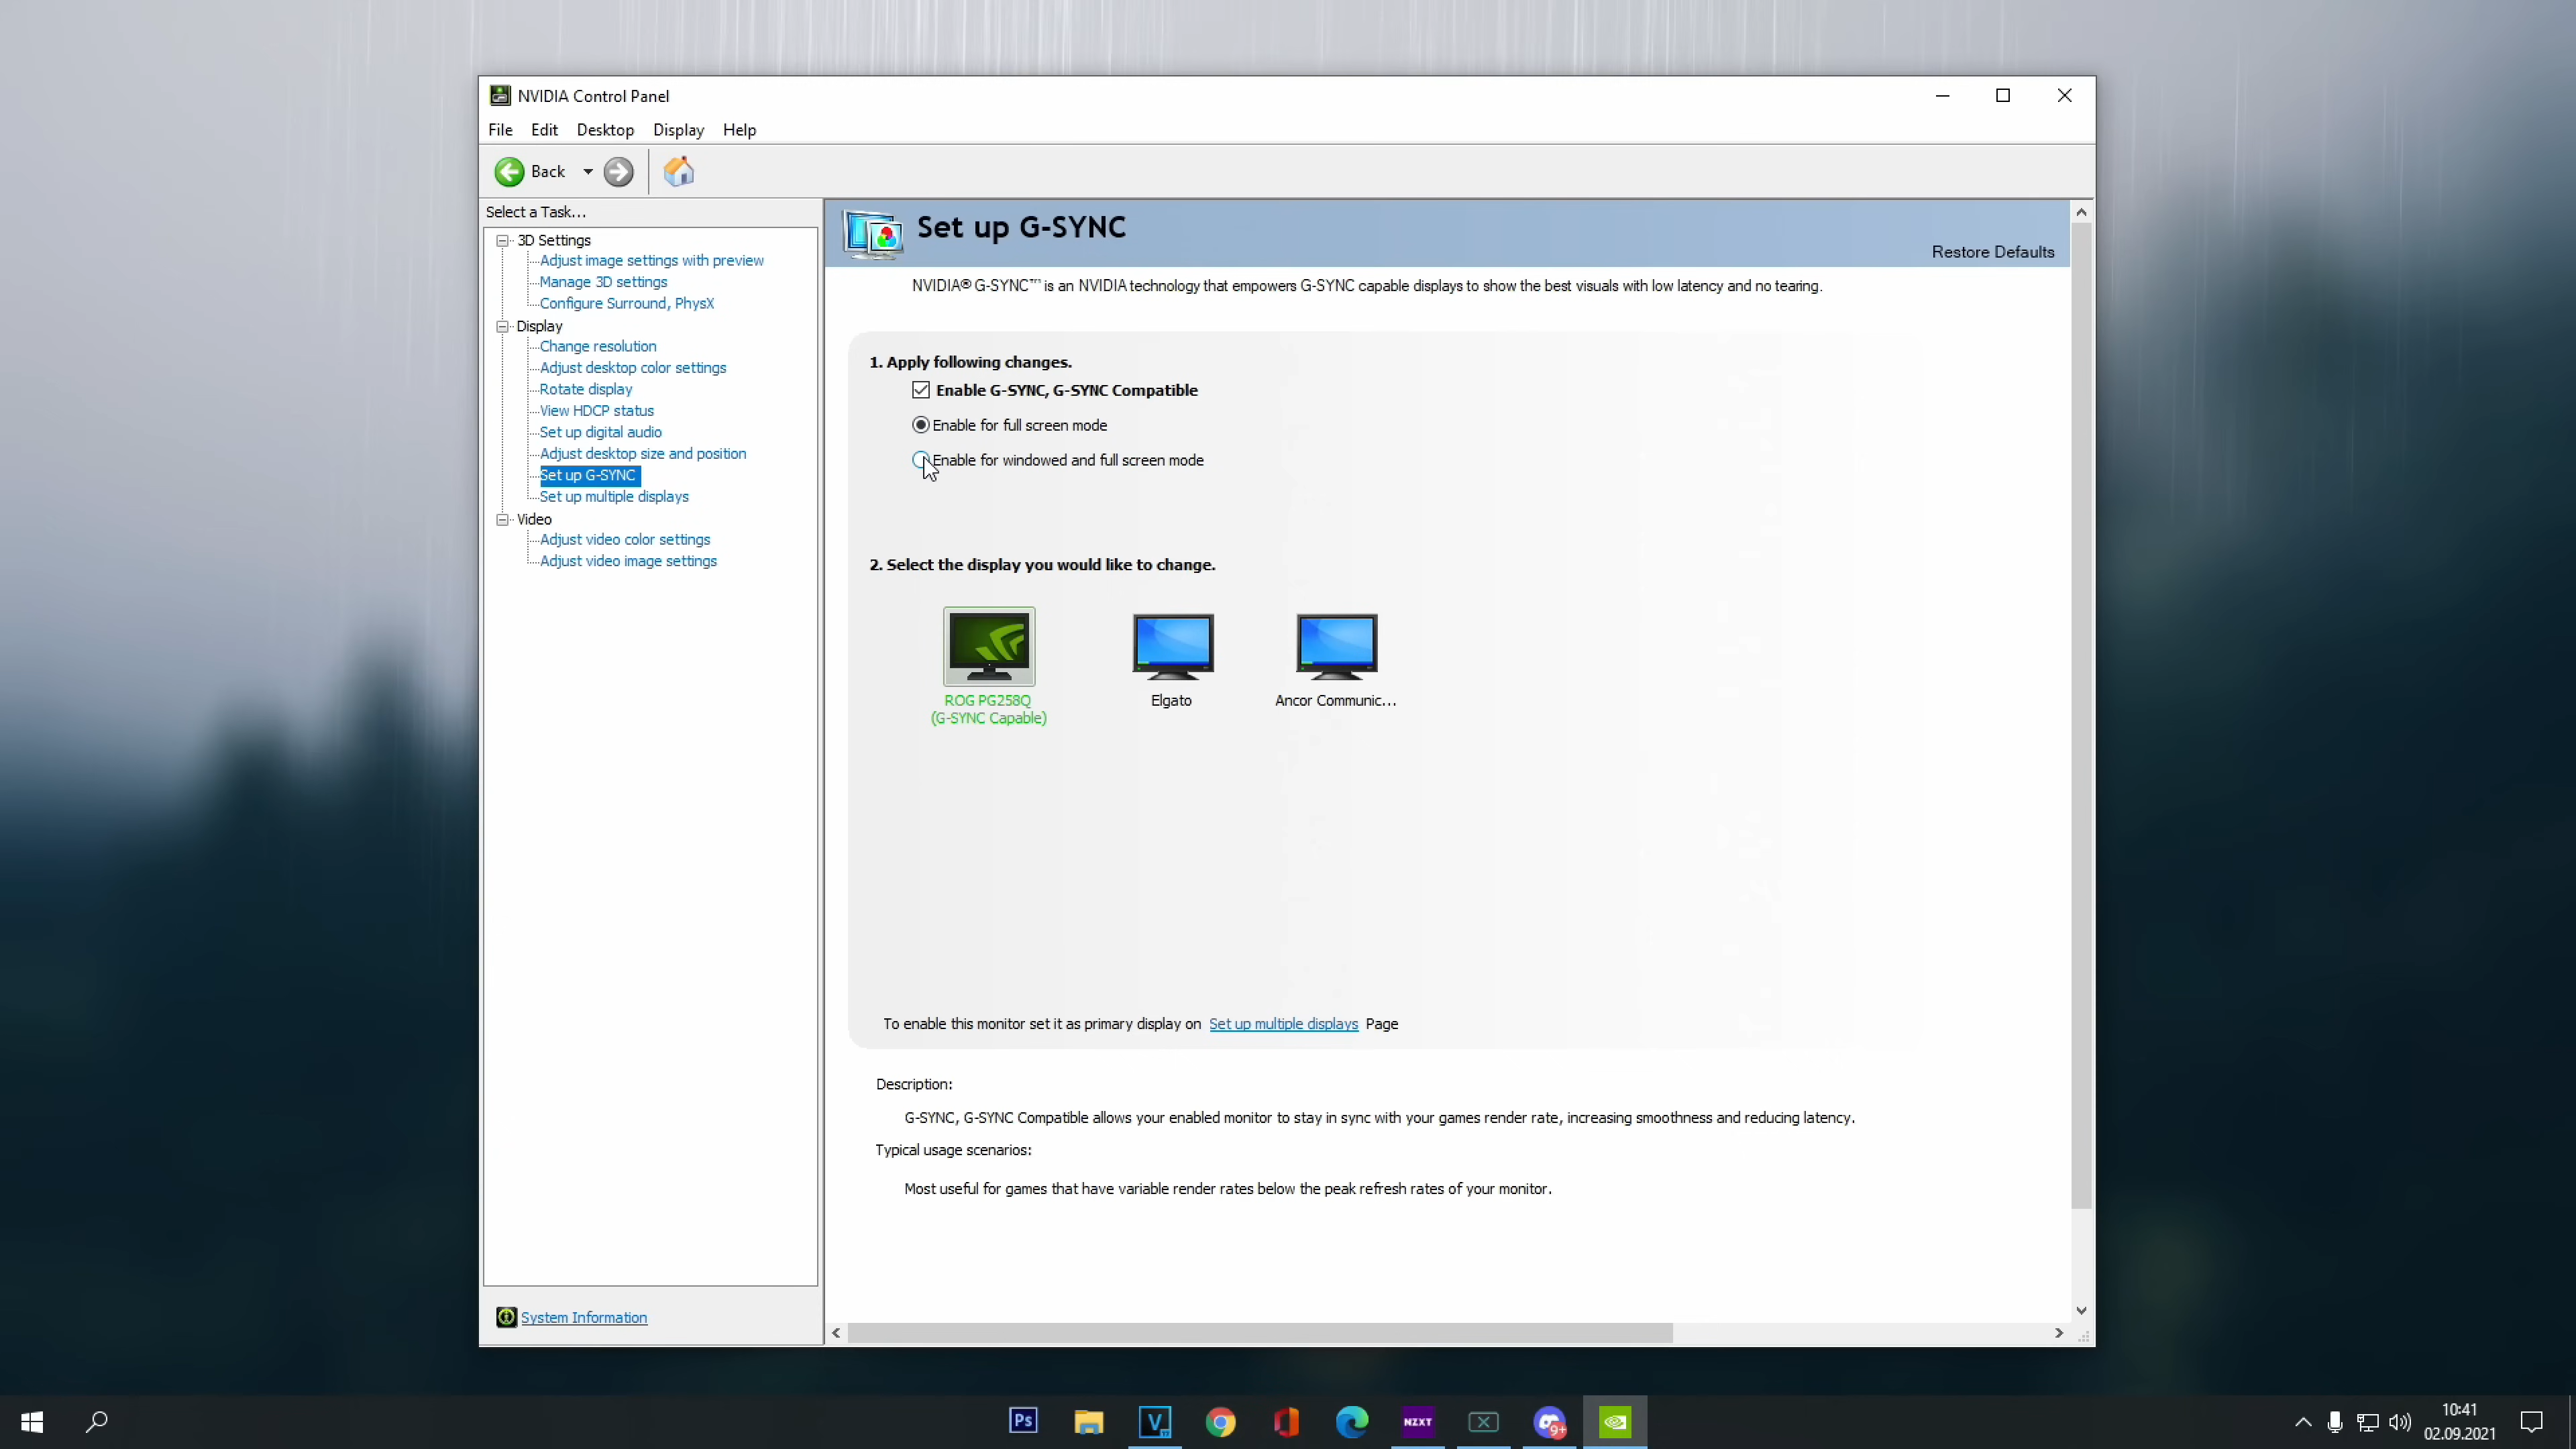 NVIDIA Control Panel
File Edit Desktop Display Help
Back
Select a Task...
3D Settings
Adjust image settings with preview
Manage 3D settings
Configure Surround, PhysX
Display
Change resolution
Adjust desktop color settings
Rotate display
View HDCP status
Set up digital audio
Adjust desktop size and position
Set up G-SYNC
Set up multiple displays
Video
Adjust video color settings
Adjust video image settings
System Information
Set up G-SYNC
Restore Defaults
NVIDIA® G-SYNC™ is an NVIDIA technology that empowers G-SYNC capable displays to show the best visuals with low latency and no tearing.
1. Apply following changes.
Enable G-SYNC, G-SYNC Compatible
Enable for full screen mode
Enable for windowed and full screen mode
2. Select the display you would like to change.
ROG PG258Q
(G-SYNC Capable)
Elgato
Ancor Communic...
To enable this monitor set it as primary display on Set up multiple displays Page
Description:
G-SYNC, G-SYNC Compatible allows your enabled monitor to stay in sync with your games render rate, increasing smoothness and reducing latency.
Typical usage scenarios:
Most useful for games that have variable render rates below the peak refresh rates of your monitor.
Ps
V
NZXT
9+
10:41
02.09.2021